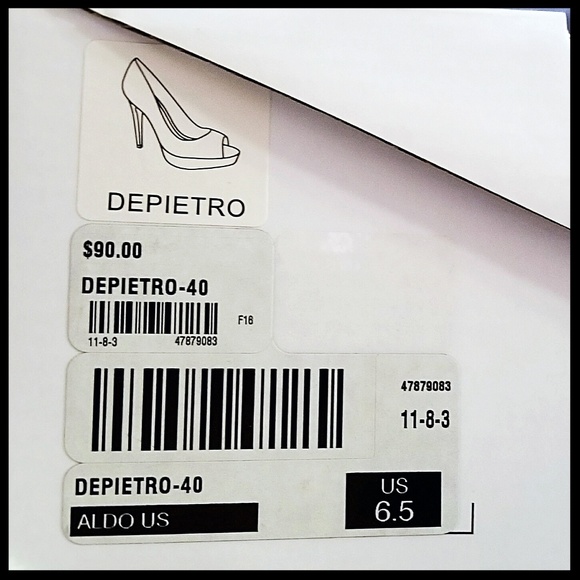 DEPIETRO
$90.00
DEPIETRO-40
F16
11-8-3 47879083
47879083
11-8-3
DEPIETRO-40
ALDO US
US
6.5